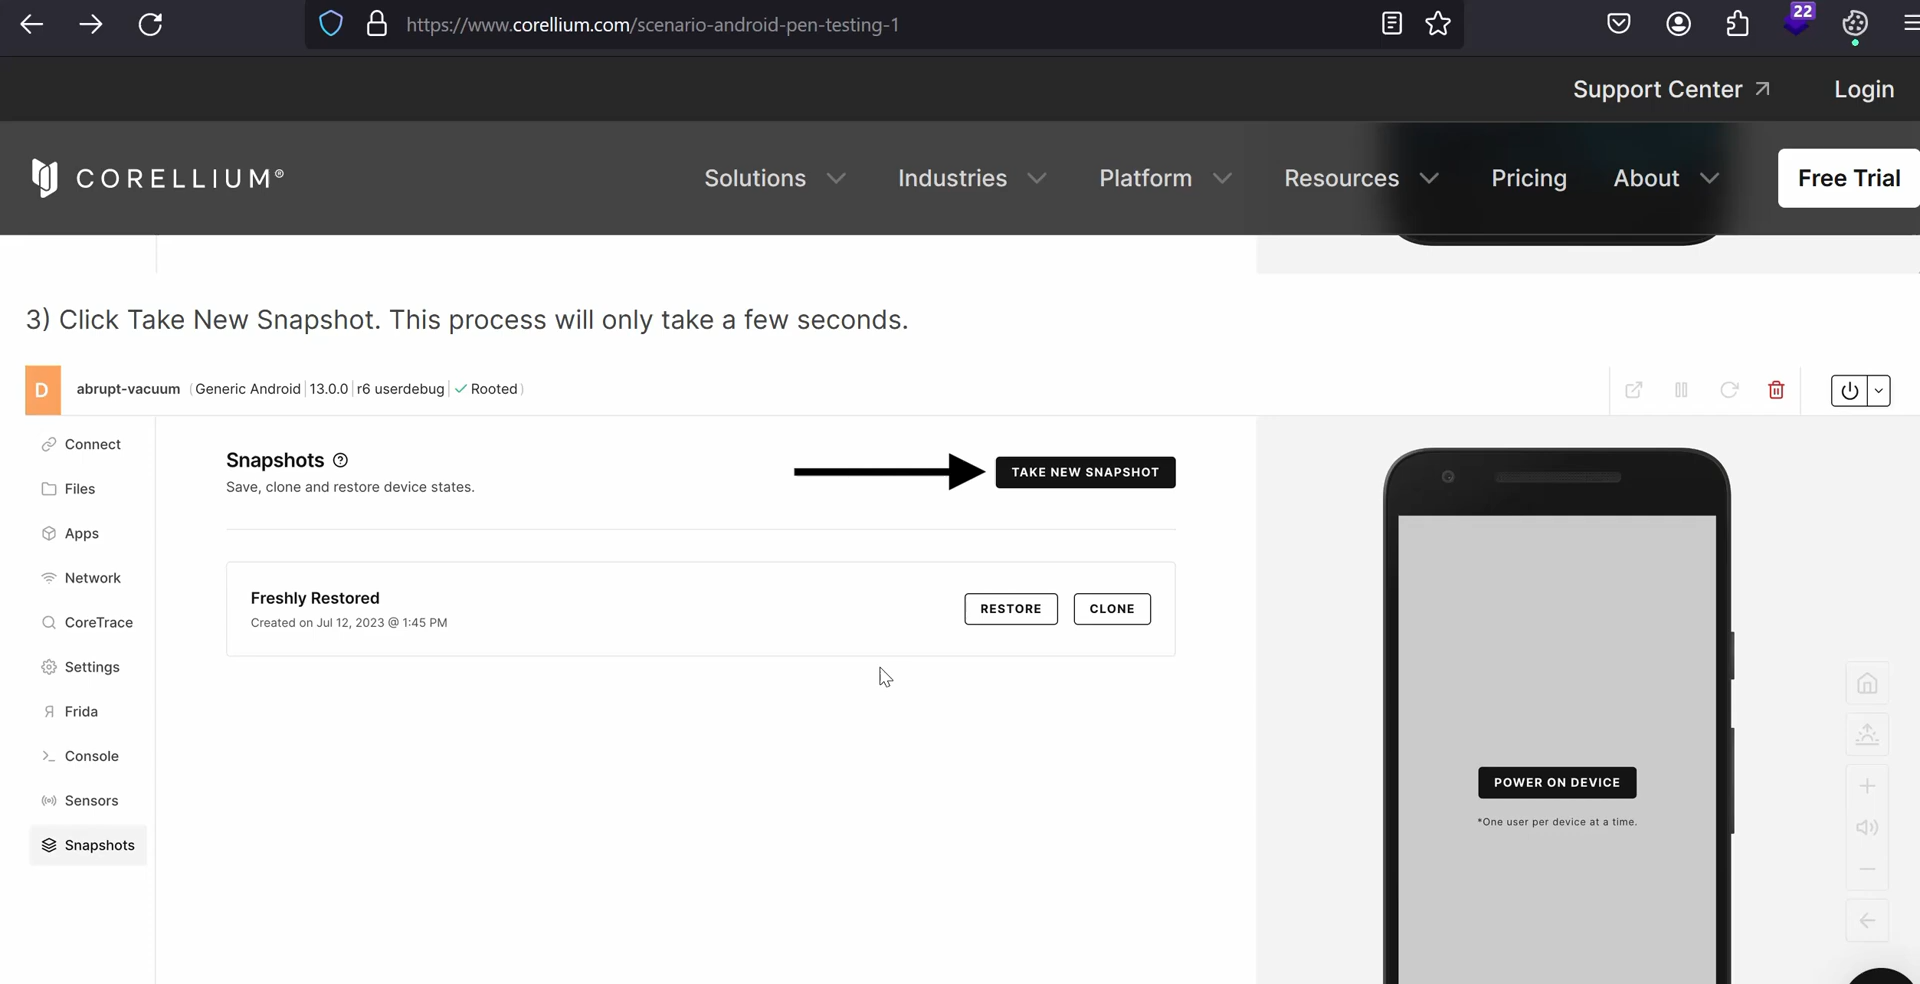 https://www.corellium.com/scenario-android-pen-testing-1
22
Support Center
Login
CORELLIUM®
Solutions
Industries
Platform
Resources
Pricing
About
Free Trial
3) Click Take New Snapshot. This process will only take a few seconds.
D
abrupt-vacuum (Generic Android | 13.0.0 | r6 userdebug | ✓ Rooted)
Connect
Files
Apps
Network
CoreTrace
Settings
Frida
Console
Sensors
Snapshots
Snapshots
Save, clone and restore device states.
TAKE NEW SNAPSHOT
Freshly Restored
Created on Jul 12, 2023 @ 1:45 PM
RESTORE
CLONE
POWER ON DEVICE
*One user per device at a time.